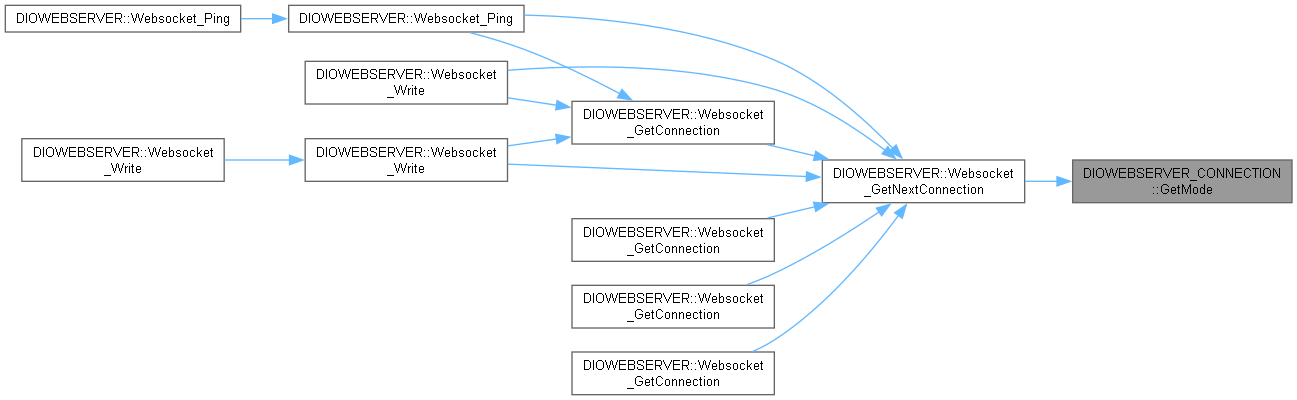 DIOWEBSERVER::Websocket_Ping
DIOWEBSERVER::Websocket_Ping
DIOWEBSERVER::Websocket
_Write
DIOWEBSERVER::Websocket
_GetConnection
DIOWEBSERVER::Websocket
_Write
DIOWEBSERVER::Websocket
_Write
DIOWEBSERVER::Websocket
_GetNextConnection
DIOWEBSERVER_CONNECTION
::GetMode
DIOWEBSERVER::Websocket
_GetConnection
DIOWEBSERVER::Websocket
_GetConnection
DIOWEBSERVER::Websocket
_GetConnection